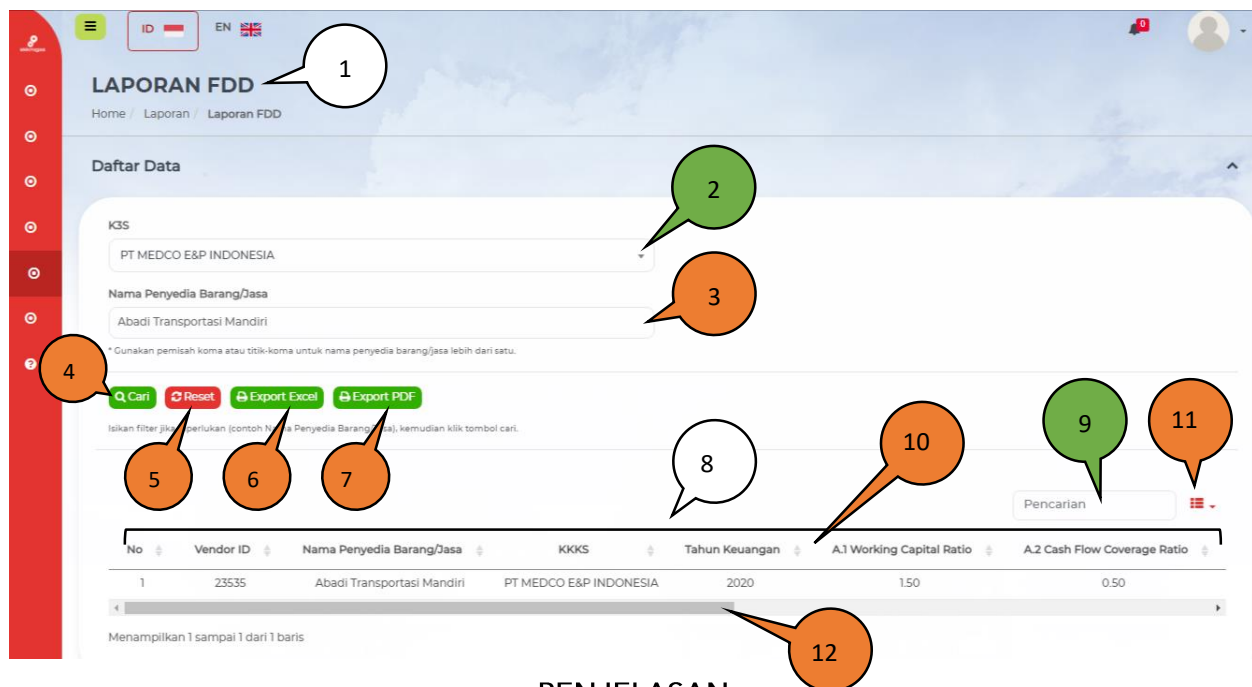 ID EN 0
1
LAPORAN FDD
Home / Laporan / Laporan FDD
Daftar Data
2
K3S
PT MEDCO E&P INDONESIA
Nama Penyedia Barang/Jasa
3
Abadi Transportasi Mandiri
* Gunakan pemisah koma atau titik-koma untuk nama penyedia barang/jasa lebih dari satu.
4
Cari Reset Export Excel Export PDF
Isikan filter jika perlukan (contoh Penyedia Barang, kemudian klik tombol cari.
5 6 7 8 10 9 11
Pencarian
No Vendor ID Nama Penyedia Barang/Jasa KKKS Tahun Keuangan A.1 Working Capital Ratio A.2 Cash Flow Coverage Ratio
1 23535 Abadi Transportasi Mandiri PT MEDCO E&P INDONESIA 2020 1.50 0.50
Menampilkan 1 sampai 1 dari 1 baris
12
PENJELASAN